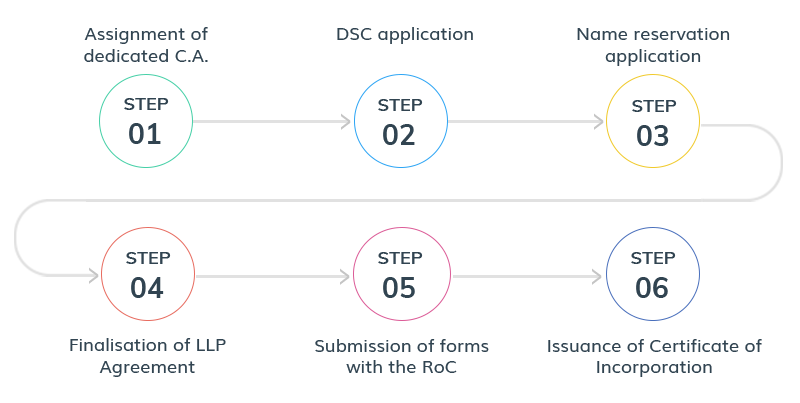 Assignment of
dedicated C.A.
DSC application
Name reservation
application
STEP
01
STEP
02
STEP
03
STEP
04
STEP
05
STEP
06
Finalisation of LLP
Agreement
Submission of forms
with the RoC
Issuance of Certificate of
Incorporation